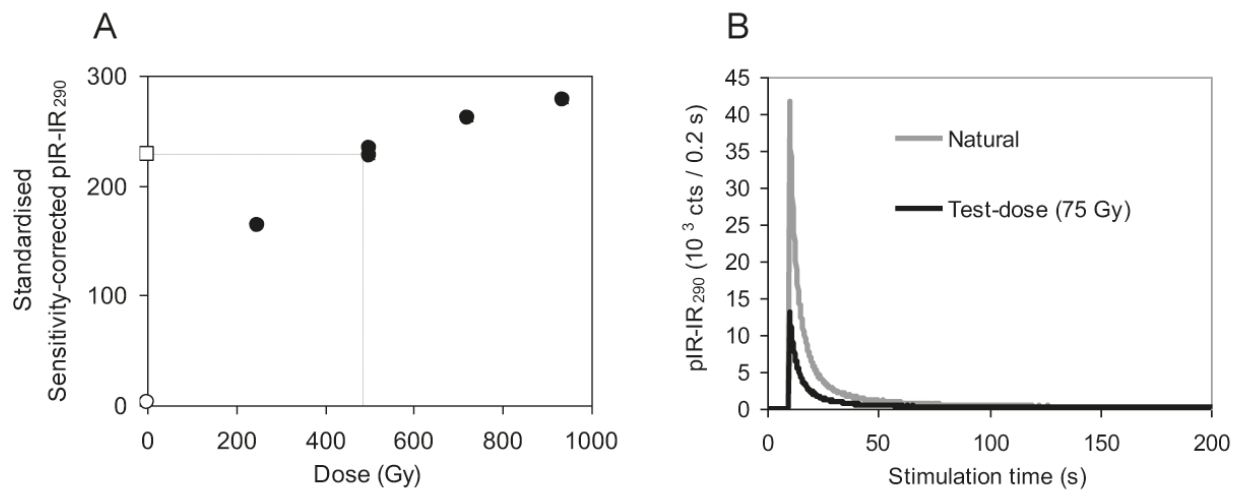 A
Standardised
Sensitivity-corrected pIR-IR290
300
200
100
0
0 200 400 600 800 1000
Dose (Gy)
B
pIR-IR290 (10 3 cts / 0.2 s)
45
40
35
30
25
20
15
10
5
0
Natural
Test-dose (75 Gy)
0 50 100 150 200
Stimulation time (s)